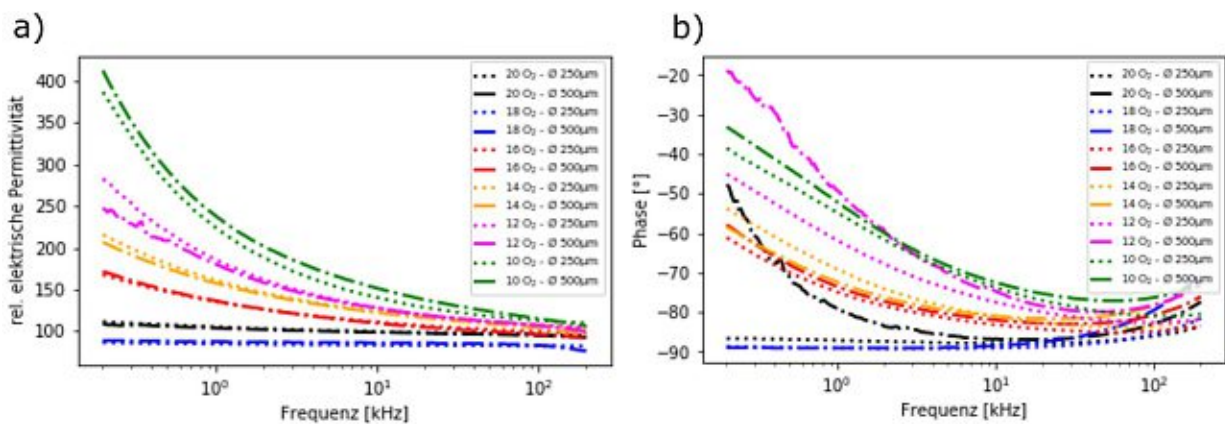 a)
rel. elektrische Permittivität
400
350
300
250
200
150
100
10⁰
10¹
10²
Frequenz [kHz]
20 O₂ - Ø 250µm
20 O₂ - Ø 500µm
18 O₂ - Ø 250µm
18 O₂ - Ø 500µm
16 O₂ - Ø 250µm
16 O₂ - Ø 500µm
14 O₂ - Ø 250µm
14 O₂ - Ø 500µm
12 O₂ - Ø 250µm
12 O₂ - Ø 500µm
10 O₂ - Ø 250µm
10 O₂ - Ø 500µm
b)
Phase [°]
−20
−30
−40
−50
−60
−70
−80
−90
10⁰
10¹
10²
Frequenz [kHz]
20 O₂ - Ø 250µm
20 O₂ - Ø 500µm
18 O₂ - Ø 250µm
18 O₂ - Ø 500µm
16 O₂ - Ø 250µm
16 O₂ - Ø 500µm
14 O₂ - Ø 250µm
14 O₂ - Ø 500µm
12 O₂ - Ø 250µm
12 O₂ - Ø 500µm
10 O₂ - Ø 250µm
10 O₂ - Ø 500µm